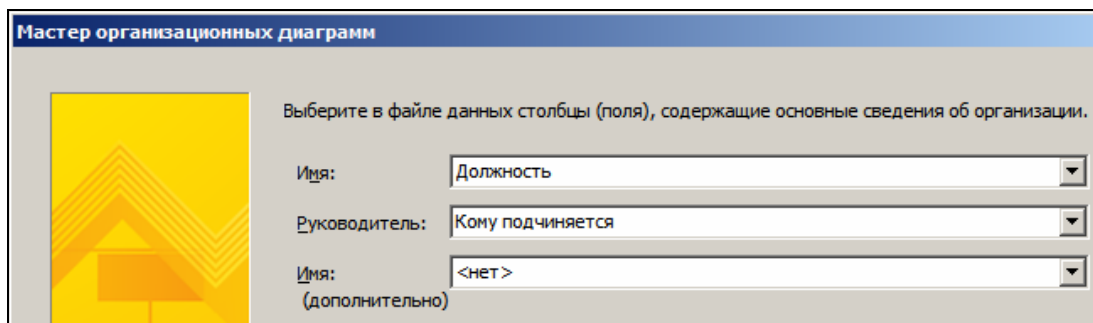 Мастер организационных диаграмм
Выберите в файле данных столбцы (поля), содержащие основные сведения об организации.
Имя: Должность
Руководитель: Кому подчиняется
Имя: <нет>
(дополнительно)